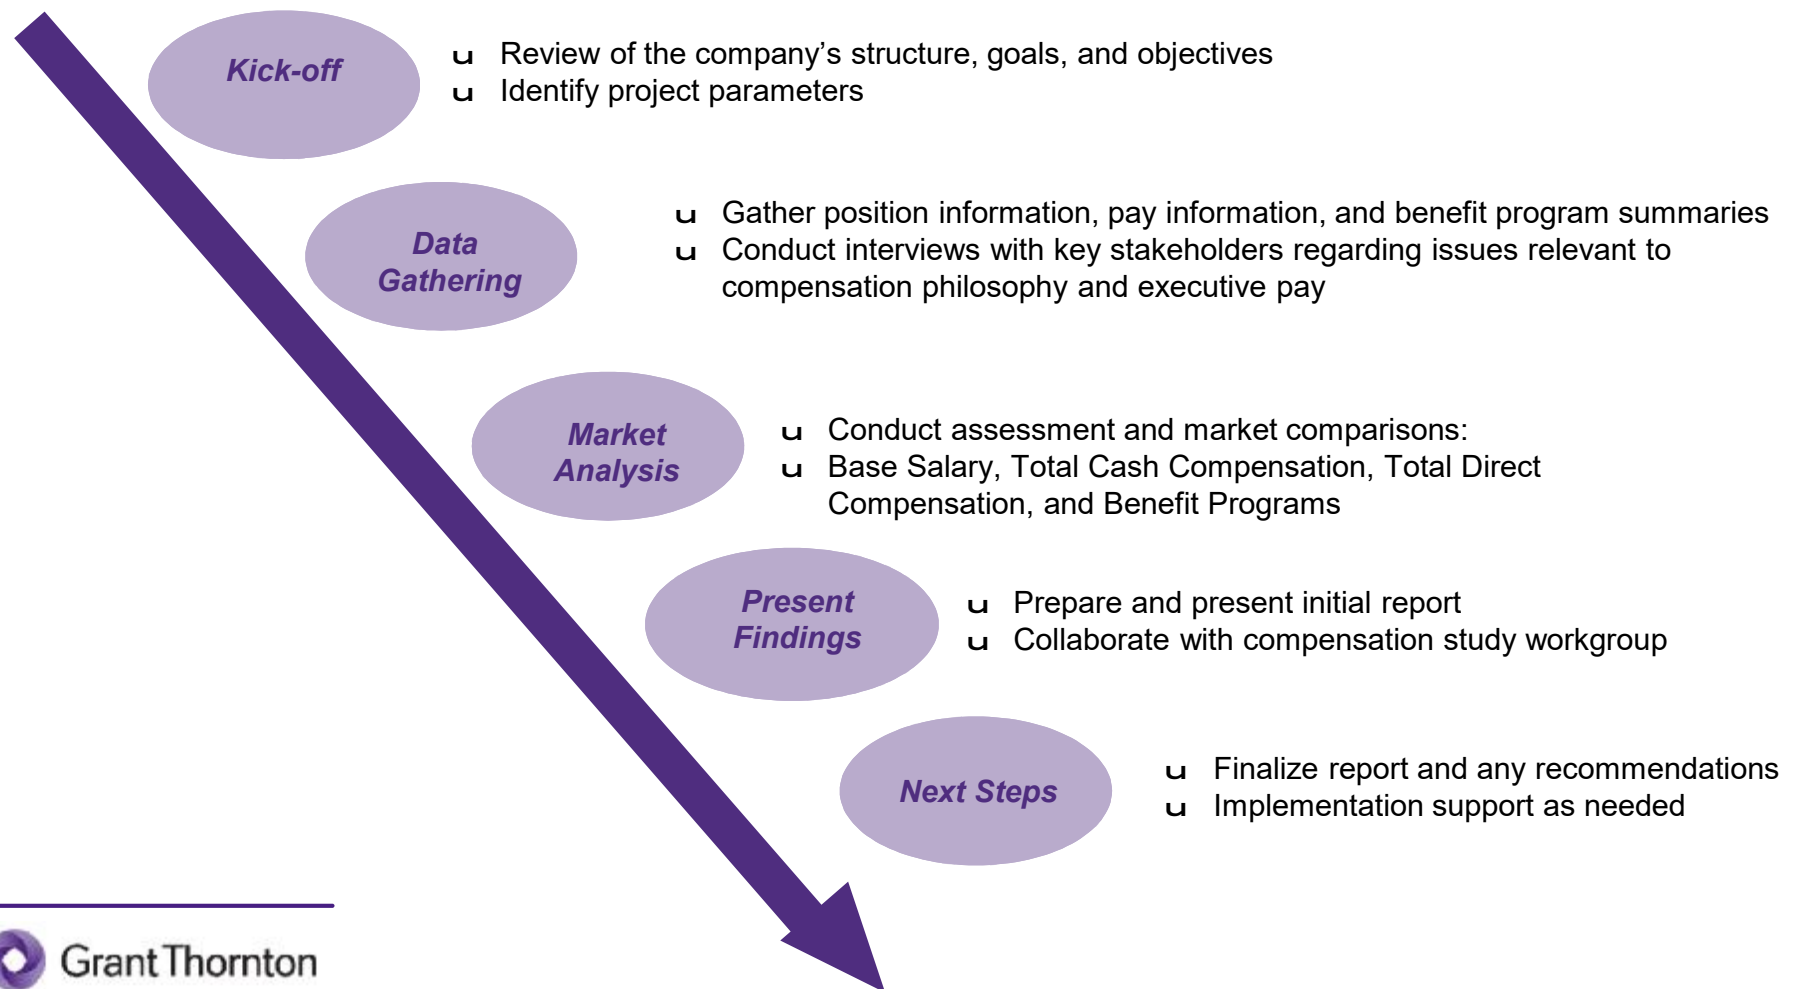 Kick-off
u Review of the company’s structure, goals, and objectives
u Identify project parameters
Data
Gathering
u Gather position information, pay information, and benefit program summaries
u Conduct interviews with key stakeholders regarding issues relevant to
compensation philosophy and executive pay
Market
Analysis
u Conduct assessment and market comparisons:
u Base Salary, Total Cash Compensation, Total Direct
Compensation, and Benefit Programs
Present
Findings
u Prepare and present initial report
u Collaborate with compensation study workgroup
Next Steps
u Finalize report and any recommendations
u Implementation support as needed
Grant Thornton